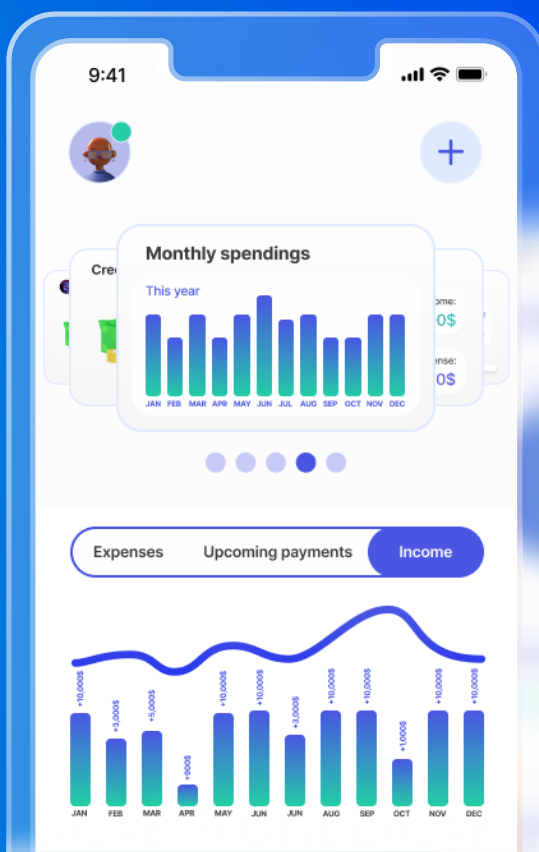 9:41
Monthly spendings
Cre
This year
ome:
0$
ense:
0$
JAN FEB MAR APR MAY JUN JUL AUG SEP OCT NOV DEC
Expenses Upcoming payments Income
+10,000$ +3,000$ +5,000$ +900$ +10,000$ +10,000$ +3,000$ +10,000$ +10,000$ +1,000$ +10,000$ +10,000$
JAN FEB MAR APR MAY JUN JUN AUG SEP OCT NOV DEC